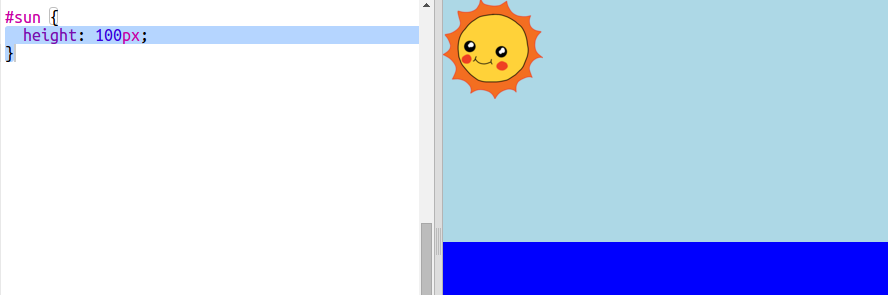 #sun {
  height: 100px;
}